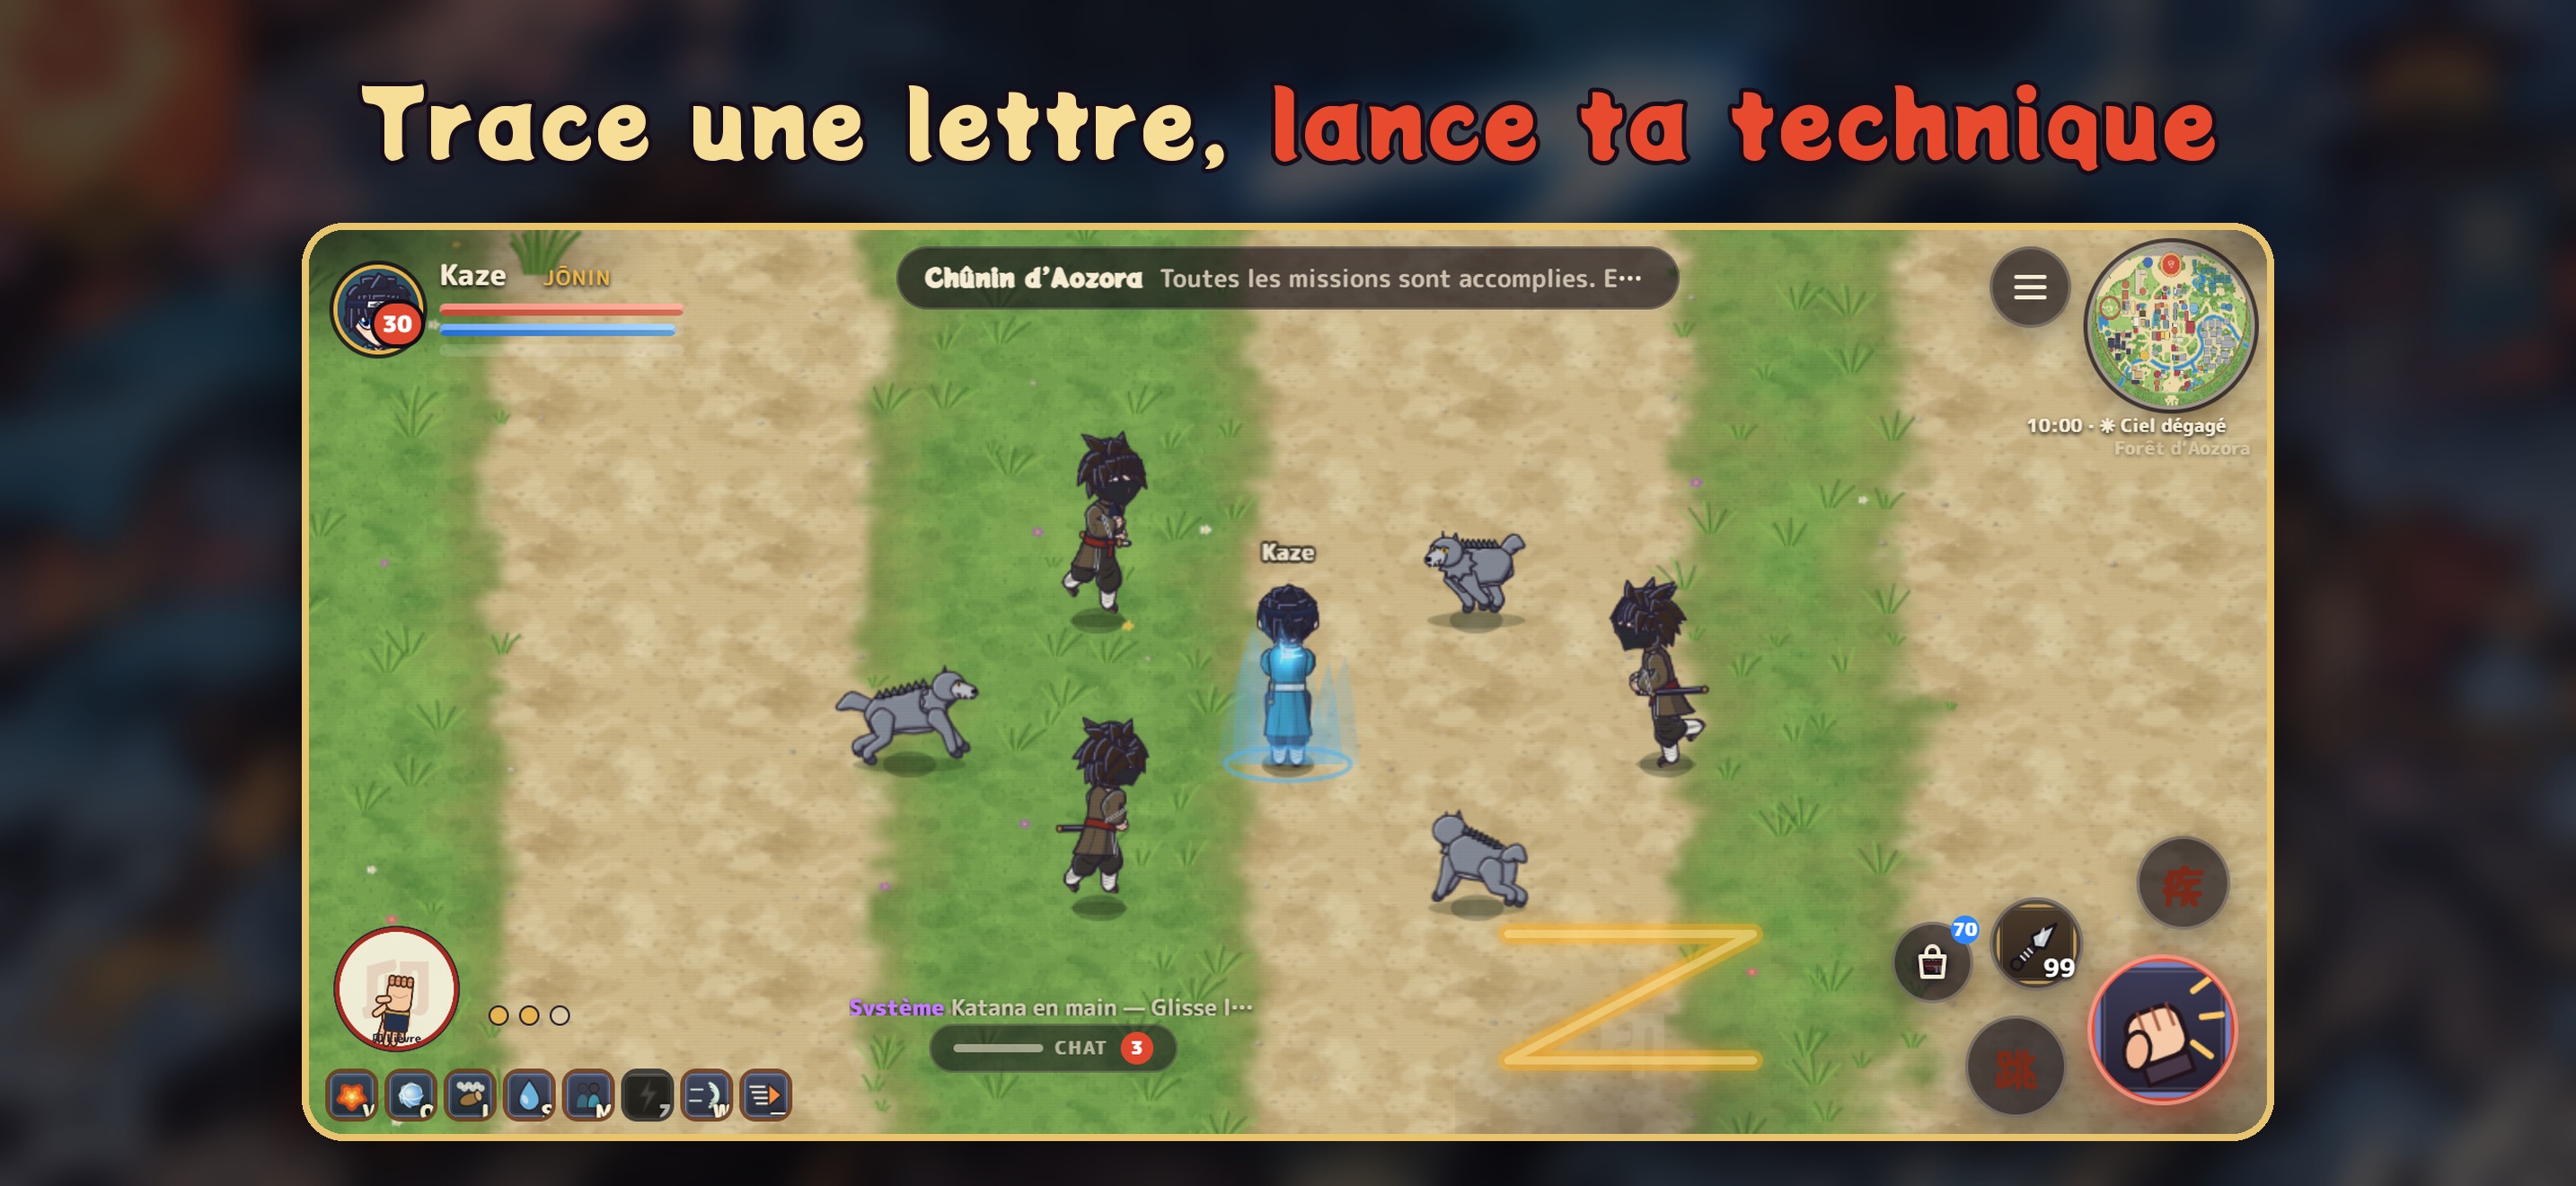 Trace une lettre, lance ta technique
Kaze JŌNIN
30
Chûnin d'Aozora Toutes les missions sont accomplies. E...
10:00 · ☀ Ciel dégagé
Forêt d'Aozora
Kaze
疾
70
99
Système Katana en main — Glisse l...
CHAT 3
V O I S M Z W _